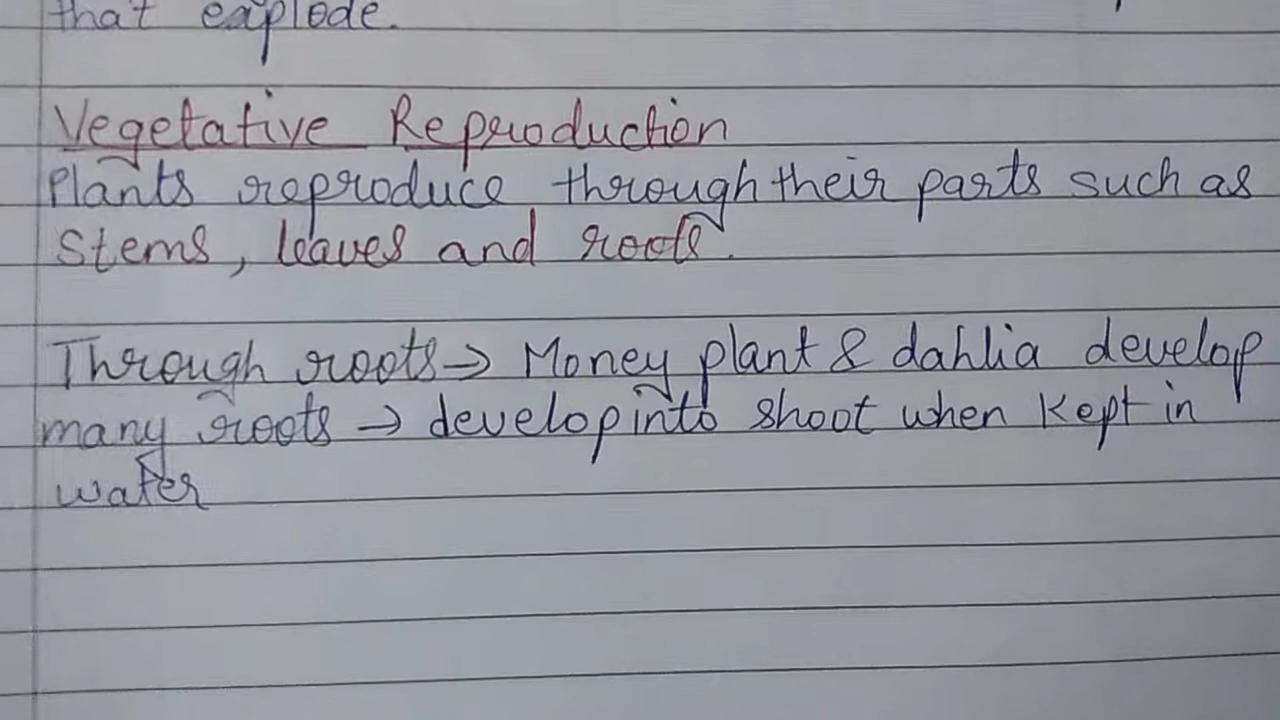 that explode.
Vegetative Reproduction
Plants reproduce through their parts such as
Stems, leaves and roots.
Through roots → Money plant & dahlia develop
many roots → develop into shoot when kept in
water